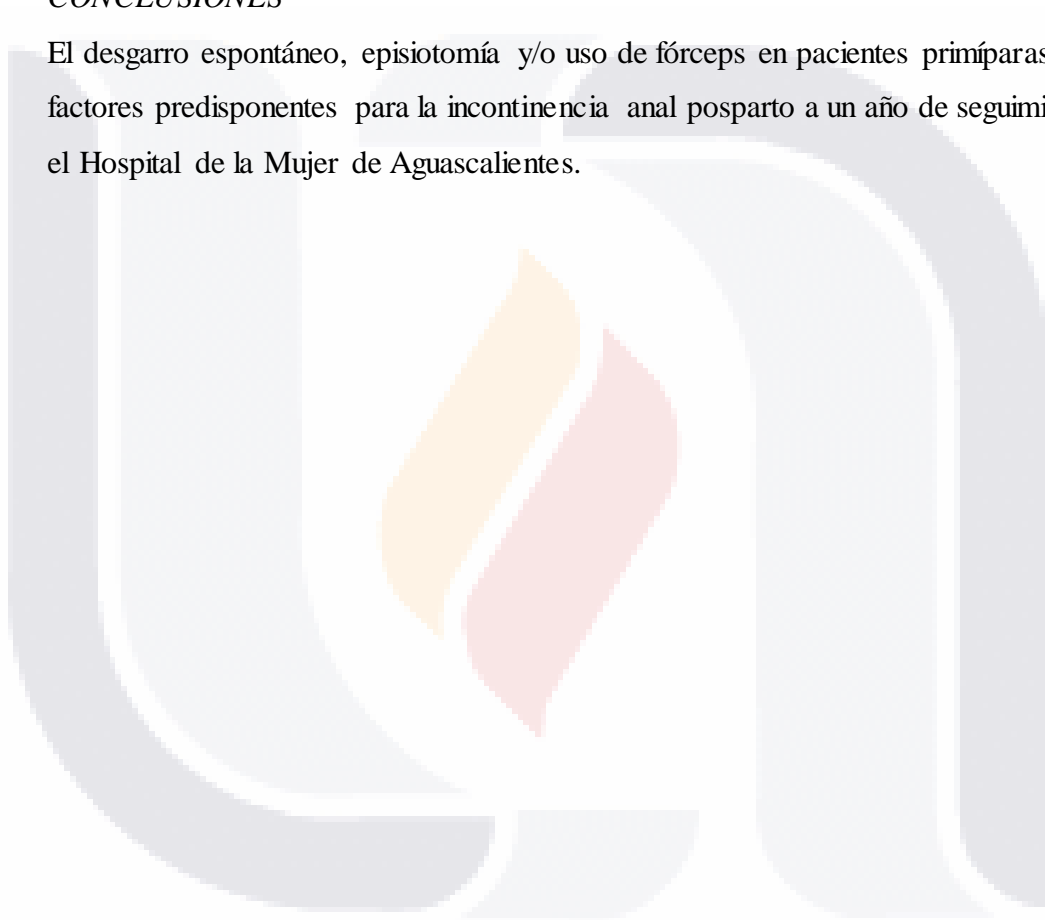 CONCLUSIONES
El desgarro espontáneo, episiotomía y/o uso de fórceps en pacientes primíparas
factores predisponentes para la incontinencia anal posparto a un año de seguimi
el Hospital de la Mujer de Aguascalientes.